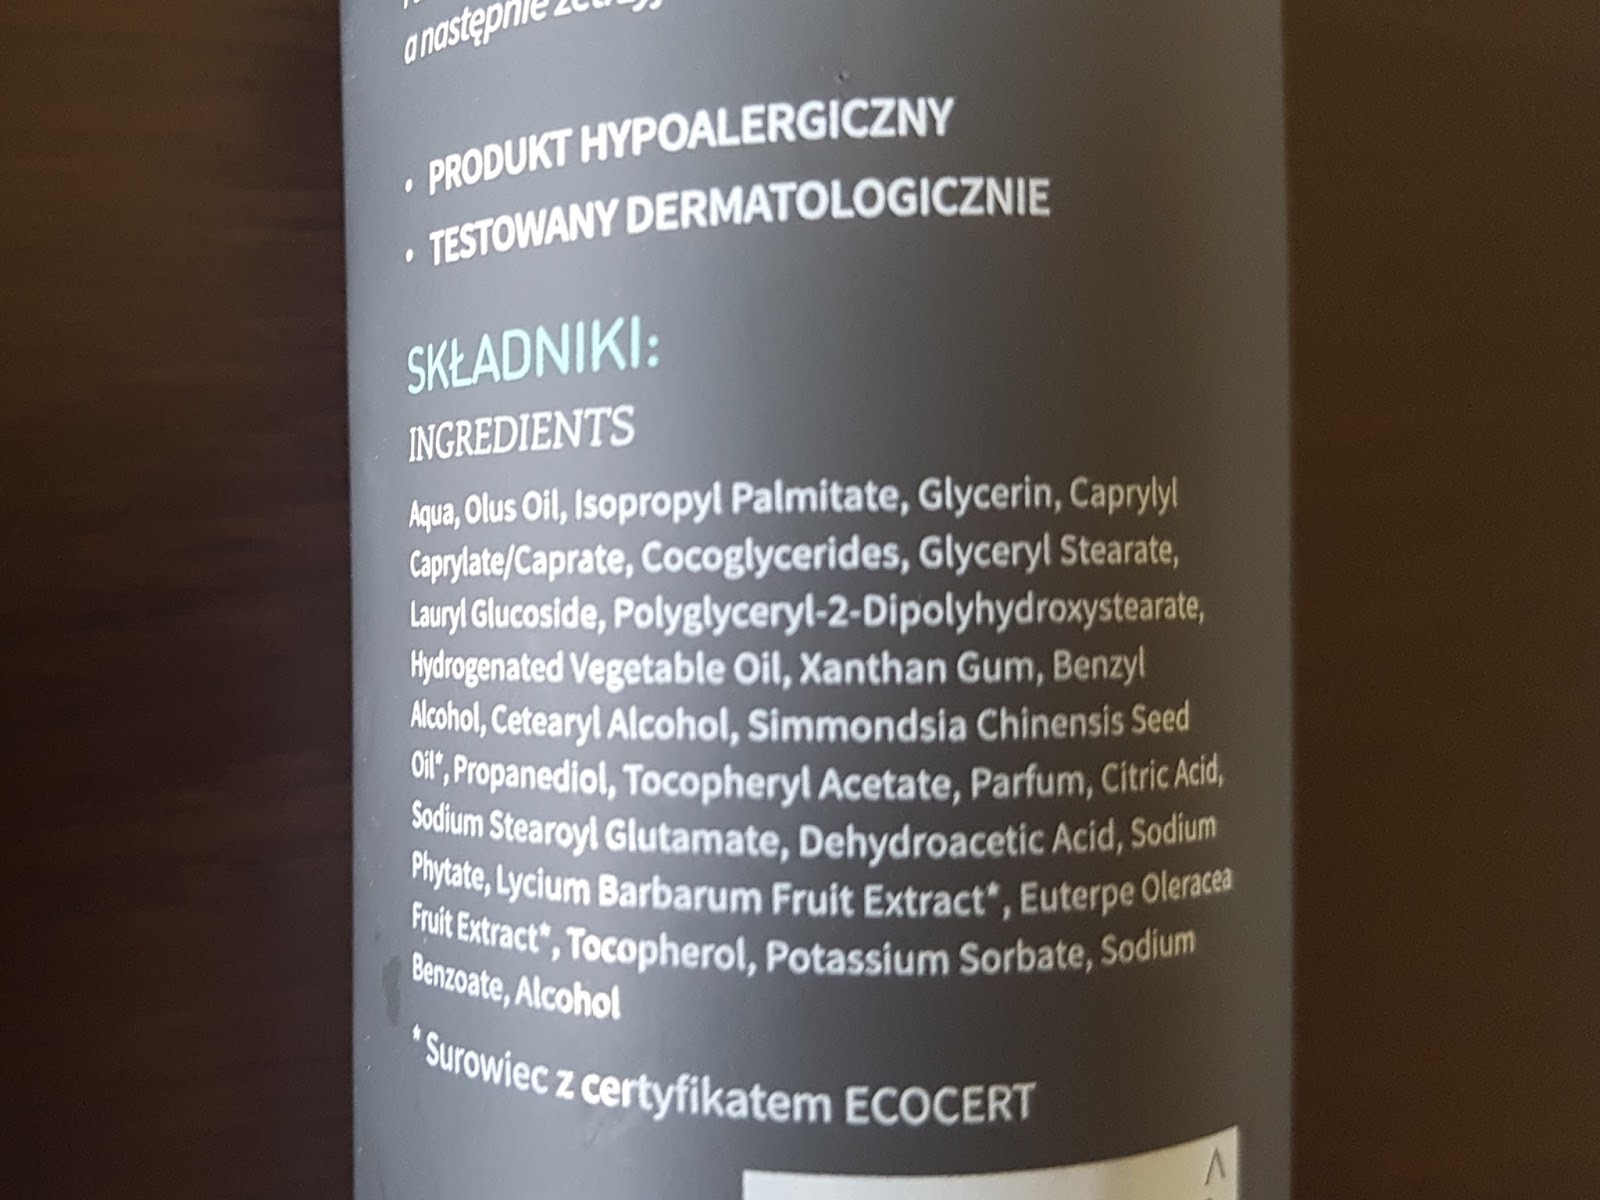 a następnie
• PRODUKT HYPOALERGICZNY
• TESTOWANY DERMATOLOGICZNIE
SKŁADNIKI:
INGREDIENTS
Aqua, Olus Oil, Isopropyl Palmitate, Glycerin, Caprylyl
Caprylate/Caprate, Cocoglycerides, Glyceryl Stearate,
Lauryl Glucoside, Polyglyceryl-2-Dipolyhydroxystearate,
Hydrogenated Vegetable Oil, Xanthan Gum, Benzyl
Alcohol, Cetearyl Alcohol, Simmondsia Chinensis Seed
Oil*, Propanediol, Tocopheryl Acetate, Parfum, Citric Acid,
Sodium Stearoyl Glutamate, Dehydroacetic Acid, Sodium
Phytate, Lycium Barbarum Fruit Extract*, Euterpe Oleracea
Fruit Extract*, Tocopherol, Potassium Sorbate, Sodium
Benzoate, Alcohol
* Surowiec z certyfikatem ECOCERT